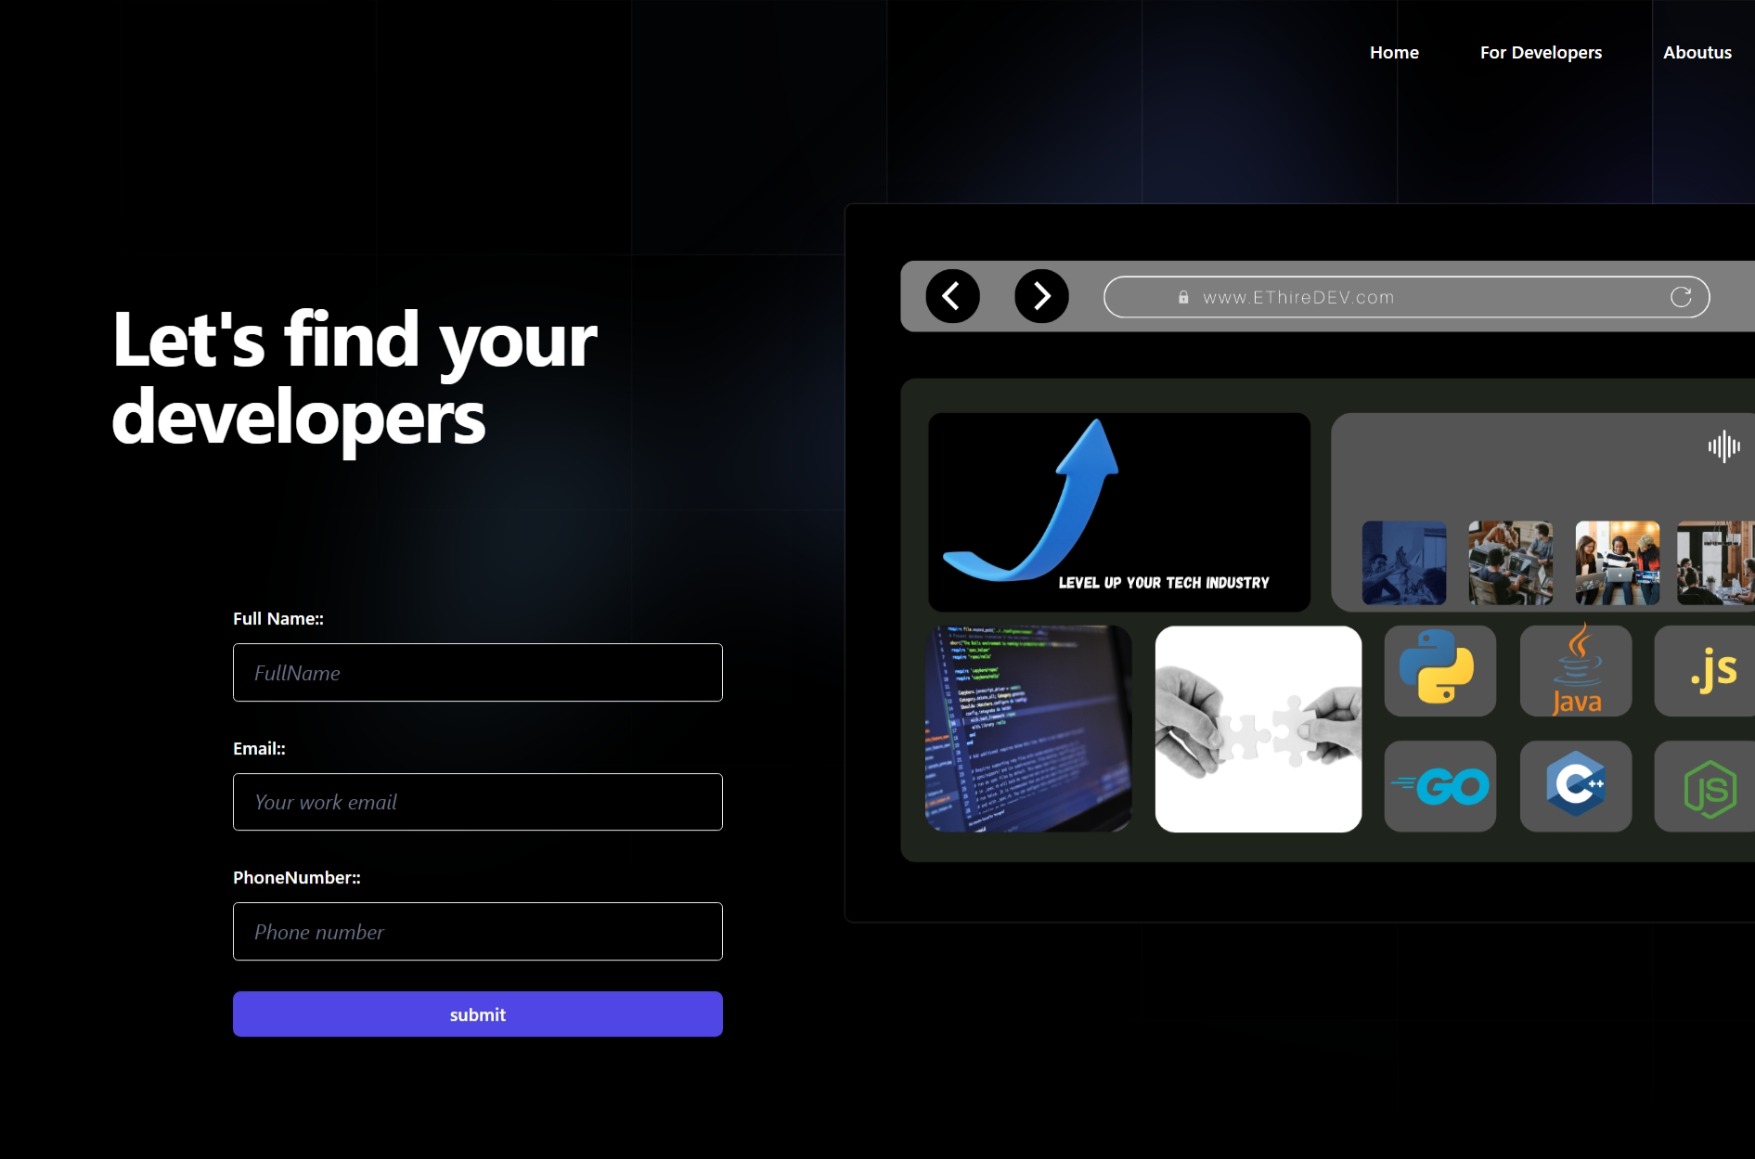 Home
For Developers
Aboutus
www.EThireDEV.com
Let's find your
developers
LEVEL UP YOUR TECH INDUSTRY
Full Name::
FullName
Email::
Your work email
PhoneNumber::
Phone number
submit
Java
.js
GO
C++
JS